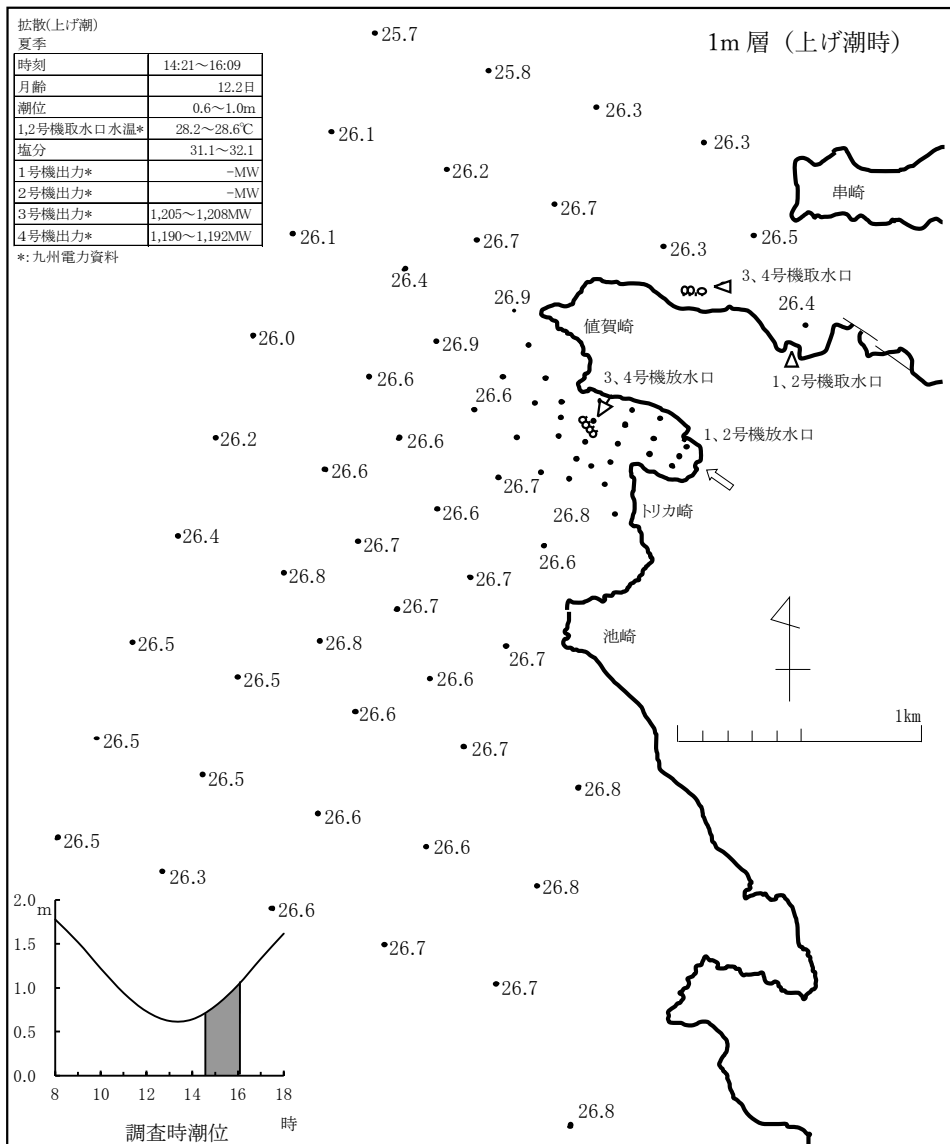 拡散(上げ潮)
夏季
時刻 14:21～16:09
月齢 12.2日
潮位 0.6～1.0m
1,2号機取水口水温* 28.2～28.6℃
塩分 31.1～32.1
1号機出力* -MW
2号機出力* -MW
3号機出力* 1,205～1,208MW
4号機出力* 1,190～1,192MW
*:九州電力資料
1m 層（上げ潮時）
25.7
25.8
26.3
26.1
26.3
26.2
串崎
26.7
26.1
26.7
26.3
26.5
26.4
3、4号機取水口
26.9
26.4
値賀崎
26.0
26.9
3、4号機放水口
1、2号機取水口
26.6
26.6
26.2
26.6
1、2号機放水口
26.6
26.7
26.6
26.8
トリカ崎
26.4
26.7
26.6
26.8
26.7
26.7
池崎
26.5
26.8
26.7
26.5
26.6
26.6
1km
26.5
26.7
26.5
26.8
26.6
26.5
26.6
26.3
26.8
26.6
26.7
26.7
26.8
2.0
m
1.5
1.0
0.5
0.0
8 10 12 14 16 18
時
調査時潮位